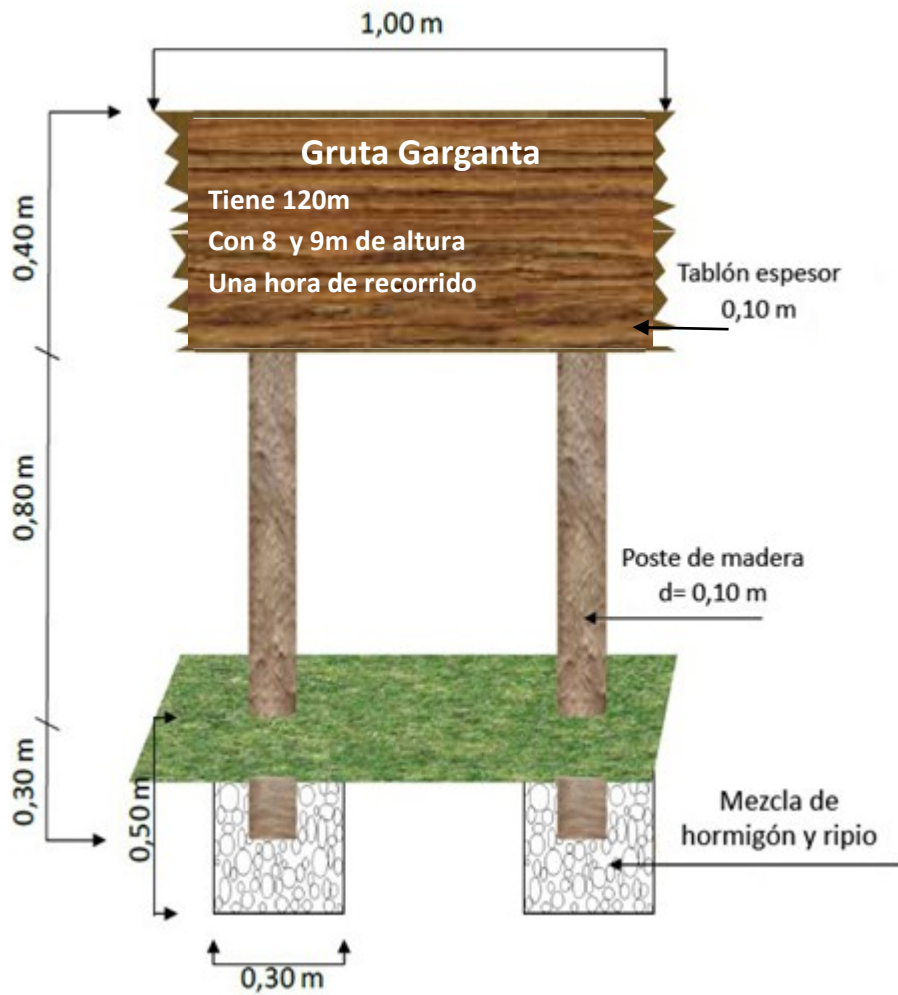 1,00 m
Gruta Garganta
Tiene 120m
Con 8 y 9m de altura
Una hora de recorrido
0,40 m
Tablón espesor
0,10 m
0,80 m
Poste de madera
d= 0,10 m
0,30 m
0,50 m
Mezcla de
hormigón y ripio
0,30 m